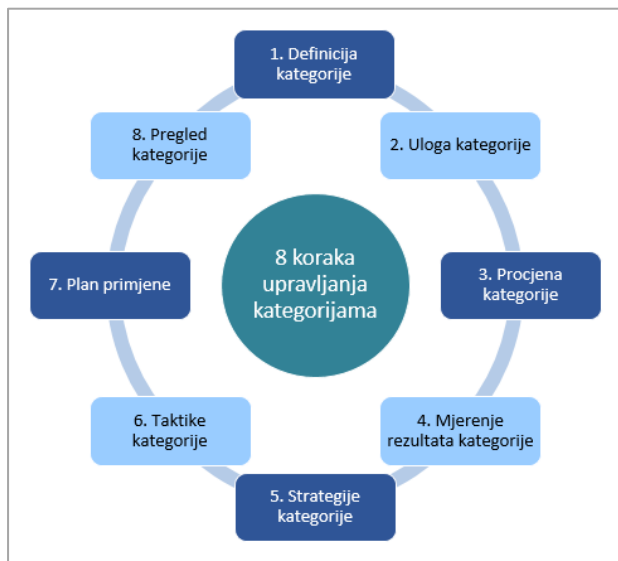 1. Definicija
kategorije
2. Uloga kategorije
3. Procjena
kategorije
4. Mjerenje
rezultata kategorije
5. Strategije
kategorije
6. Taktike
kategorije
7. Plan primjene
8. Pregled
kategorije
8 koraka
upravljanja
kategorijama